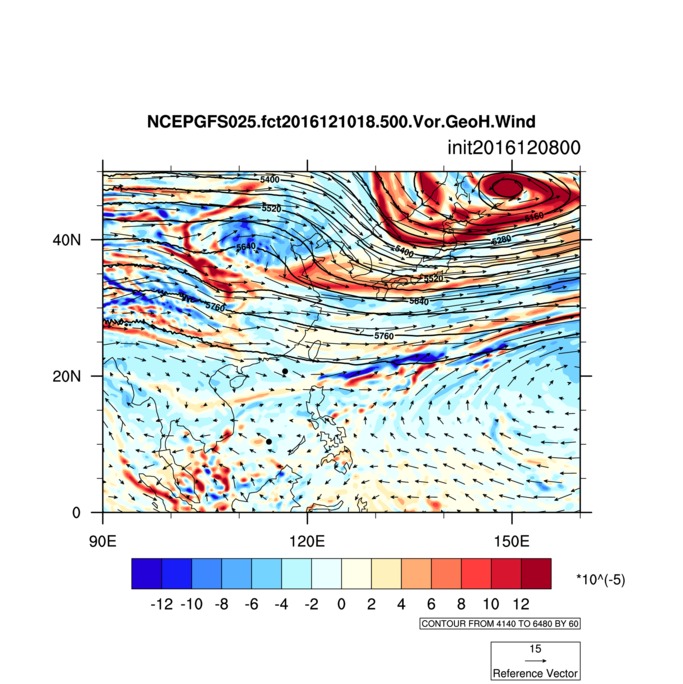 NCEPGFS025.fct2016121018.500.Vor.GeoH.Wind
init2016120800
5400
5520
5160
40N
5640
5400
5280
5520
5760
5640
5760
20N
0
90E 120E 150E
-12 -10 -8 -6 -4 -2 0 2 4 6 8 10 12
*10^(-5)
CONTOUR FROM 4140 TO 6480 BY 60
15
Reference Vector